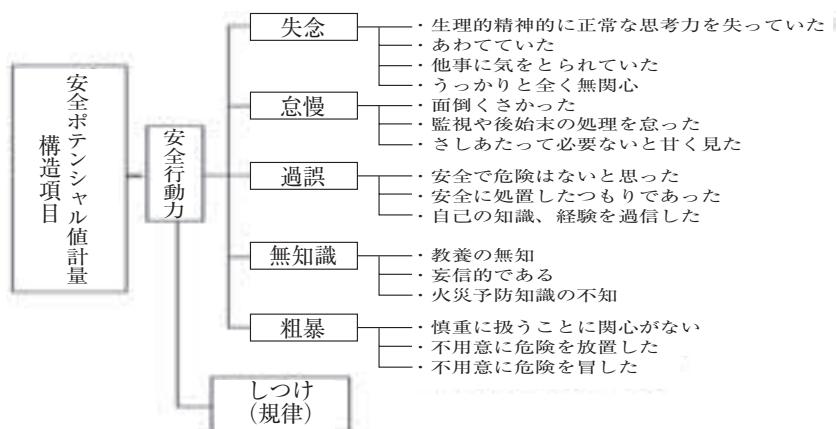 安全ポテンシャル値計量
構造項目
安全行動力
失念
・生理的精神的に正常な思考力を失っていた
・あわてていた
・他事に気をとられていた
・うっかりと全く無関心
怠慢
・面倒くさかった
・監視や後始末の処理を怠った
・さしあたって必要ないと甘く見た
過誤
・安全で危険はないと思った
・安全に処置したつもりであった
・自己の知識、経験を過信した
無知識
・教養の無知
・妄信的である
・火災予防知識の不知
粗暴
・慎重に扱うことに関心がない
・不用意に危険を放置した
・不用意に危険を冒した
しつけ
（規律）